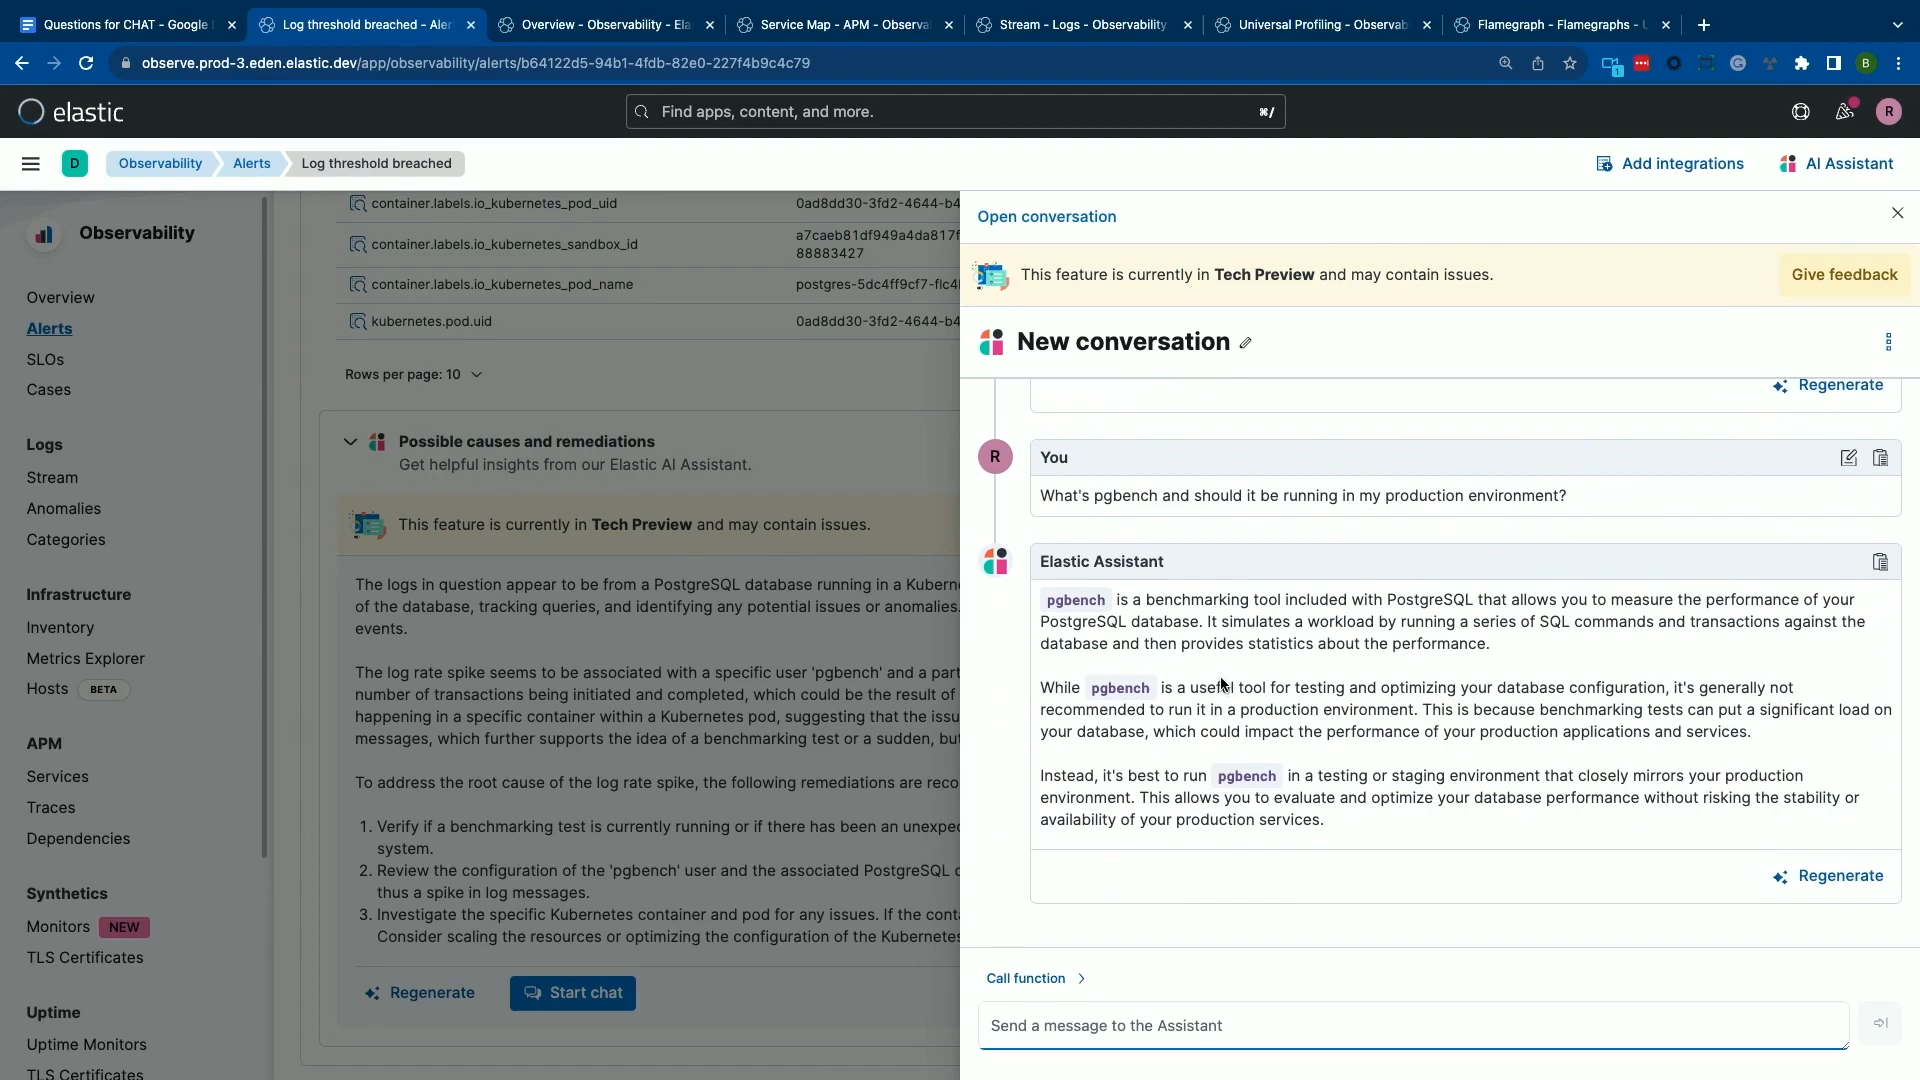 Questions for CHAT - Google
Log threshold breached - Aler
Overview - Observability - Ela
Service Map - APM - Observa
Stream - Logs - Observability
Universal Profiling - Observab
Flamegraph - Flamegraphs - U
observe.prod-3.eden.elastic.dev/app/observability/alerts/b64122d5-94b1-4fdb-82e0-227f4b9c4c79
1
B
elastic
Find apps, content, and more.
⌘/
R
D
Observability
Alerts
Log threshold breached
Add integrations
AI Assistant
Observability
Overview
Alerts
SLOs
Cases
Logs
Stream
Anomalies
Categories
Infrastructure
Inventory
Metrics Explorer
Hosts BETA
APM
Services
Traces
Dependencies
Synthetics
Monitors NEW
TLS Certificates
Uptime
Uptime Monitors
TLS Certificates
container.labels.io_kubernetes_pod_uid 0ad8dd30-3fd2-4644-b4
container.labels.io_kubernetes_sandbox_id a7caeb81df949a4da817f
88883427
container.labels.io_kubernetes_pod_name postgres-5dc4ff9cf7-flc4
kubernetes.pod.uid 0ad8dd30-3fd2-4644-b4
Rows per page: 10
Possible causes and remediations
Get helpful insights from our Elastic AI Assistant.
This feature is currently in Tech Preview and may contain issues.
The logs in question appear to be from a PostgreSQL database running in a Kubern
of the database, tracking queries, and identifying any potential issues or anomalies.
events.
The log rate spike seems to be associated with a specific user 'pgbench' and a part
number of transactions being initiated and completed, which could be the result of
happening in a specific container within a Kubernetes pod, suggesting that the issu
messages, which further supports the idea of a benchmarking test or a sudden, bu
To address the root cause of the log rate spike, the following remediations are reco
1. Verify if a benchmarking test is currently running or if there has been an unexpec
system.
2. Review the configuration of the 'pgbench' user and the associated PostgreSQL
thus a spike in log messages.
3. Investigate the specific Kubernetes container and pod for any issues. If the cont
Consider scaling the resources or optimizing the configuration of the Kubernetes
Regenerate
Start chat
Open conversation
This feature is currently in Tech Preview and may contain issues.
Give feedback
New conversation
Regenerate
R
You
What's pgbench and should it be running in my production environment?
Elastic Assistant
pgbench is a benchmarking tool included with PostgreSQL that allows you to measure the performance of your
PostgreSQL database. It simulates a workload by running a series of SQL commands and transactions against the
database and then provides statistics about the performance.
While pgbench is a useful tool for testing and optimizing your database configuration, it's generally not
recommended to run it in a production environment. This is because benchmarking tests can put a significant load on
your database, which could impact the performance of your production applications and services.
Instead, it's best to run pgbench in a testing or staging environment that closely mirrors your production
environment. This allows you to evaluate and optimize your database performance without risking the stability or
availability of your production services.
Regenerate
Call function
Send a message to the Assistant